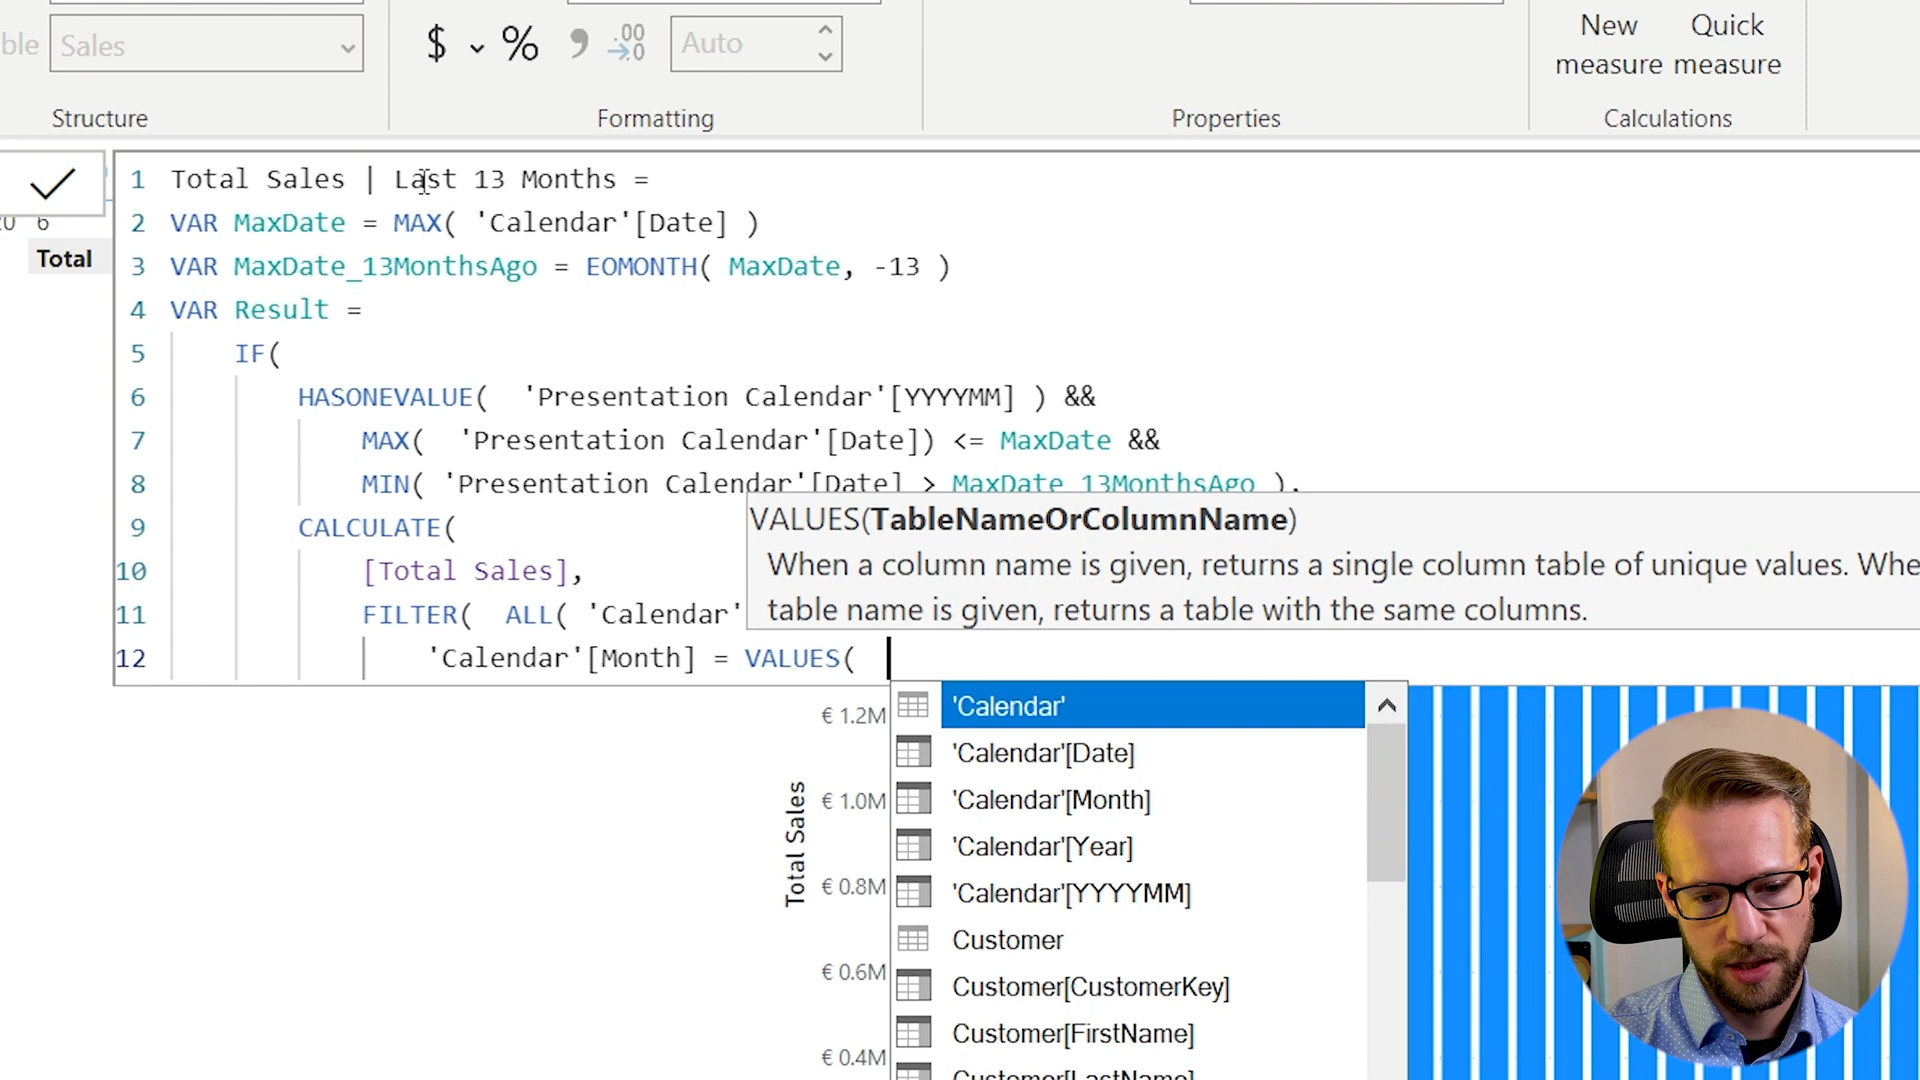 ble Sales
$ % 9 .00 →.0 Auto
New measure
Quick measure
Structure
Formatting
Properties
Calculations
6
Total
1 Total Sales | Last 13 Months =
2 VAR MaxDate = MAX( 'Calendar'[Date] )
3 VAR MaxDate_13MonthsAgo = EOMONTH( MaxDate, -13 )
4 VAR Result =
5 IF(
6 HASONEVALUE( 'Presentation Calendar'[YYYYMM] ) &&
7 MAX( 'Presentation Calendar'[Date]) <= MaxDate &&
8 MIN( 'Presentation Calendar'[Date] > MaxDate_13MonthsAgo ),
9 CALCULATE(
10 [Total Sales],
11 FILTER( ALL( 'Calendar'
12 'Calendar'[Month] = VALUES(
VALUES(TableNameOrColumnName)
When a column name is given, returns a single column table of unique values. Whe
table name is given, returns a table with the same columns.
'Calendar'
'Calendar'[Date]
'Calendar'[Month]
'Calendar'[Year]
'Calendar'[YYYYMM]
Customer
Customer[CustomerKey]
Customer[FirstName]
Customer[LastName]
Total Sales
€ 1.2M
€ 1.0M
€ 0.8M
€ 0.6M
€ 0.4M